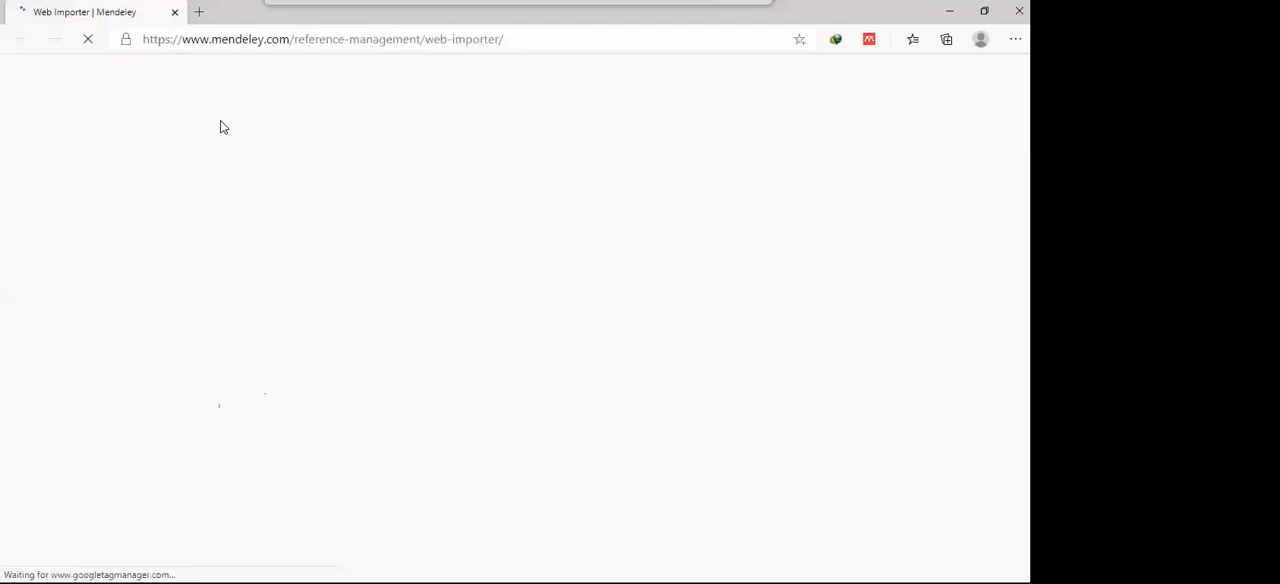 Web Importer | Mendeley
https://www.mendeley.com/reference-management/web-importer/
Waiting for www.googletagmanager.com...